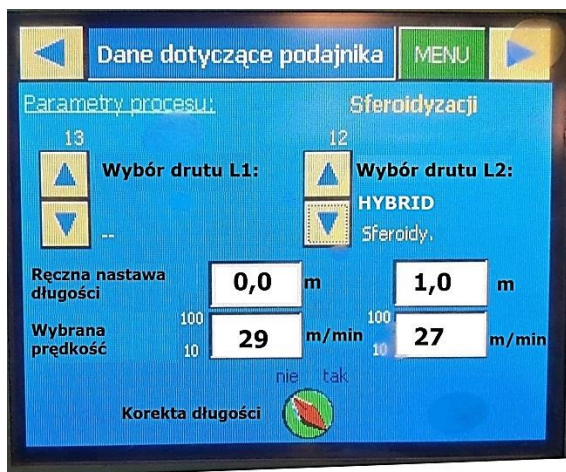 Dane dotyczące podajnika MENU
Parametry procesu: Sferoidyzacji
13 12
Wybór drutu L1: Wybór drutu L2:
HYBRID
-- Sferoidy.
Ręczna nastawa długości 0,0 m 1,0 m
Wybrana prędkość 100 10 29 m/min 100 10 27 m/min
nie tak
Korekta długości